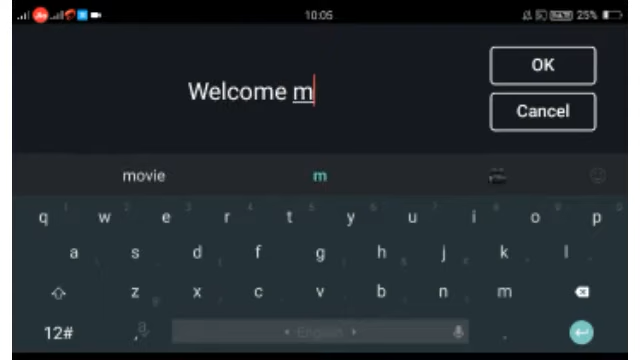 10:05
25%
Welcome m
OK
Cancel
movie
m
q w e r t y u i o p
a s d f g h j k l
z x c v b n m
12# , English .